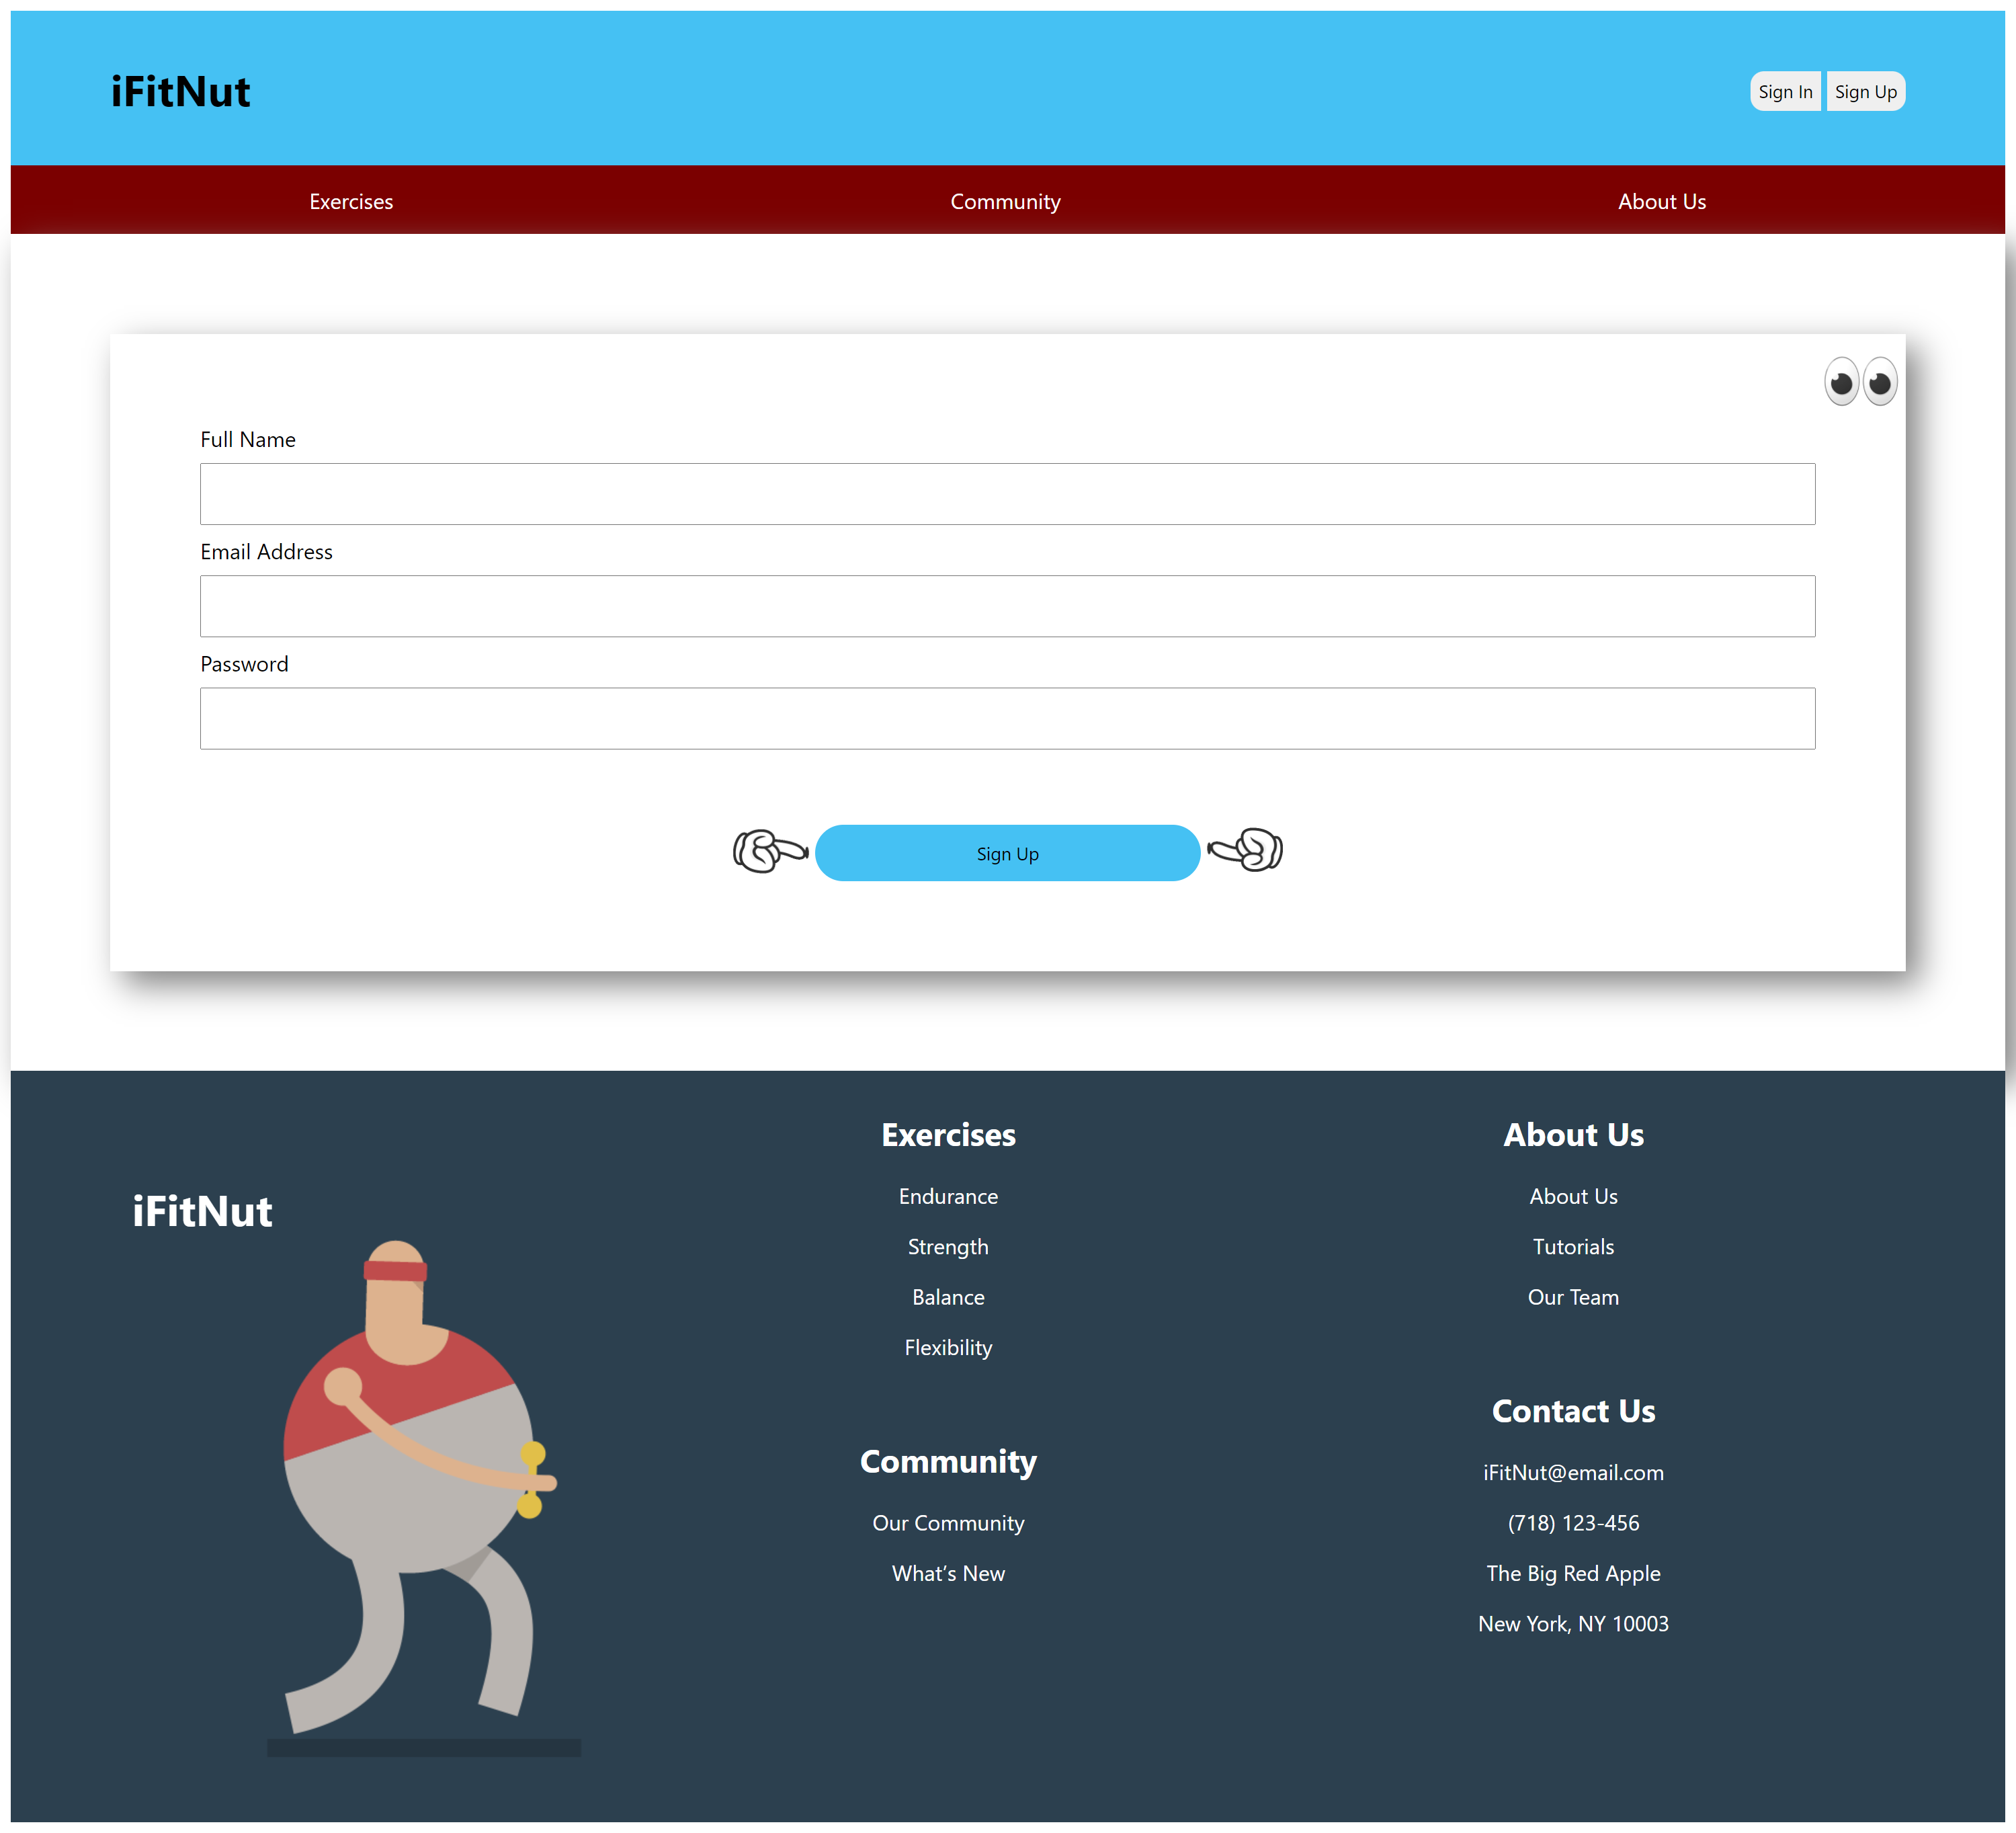 iFitNut
Sign In
Sign Up
Exercises
Community
About Us
Full Name
Email Address
Password
Sign Up
iFitNut
Exercises
Endurance
Strength
Balance
Flexibility
Community
Our Community
What’s New
About Us
About Us
Tutorials
Our Team
Contact Us
iFitNut@email.com
(718) 123-456
The Big Red Apple
New York, NY 10003